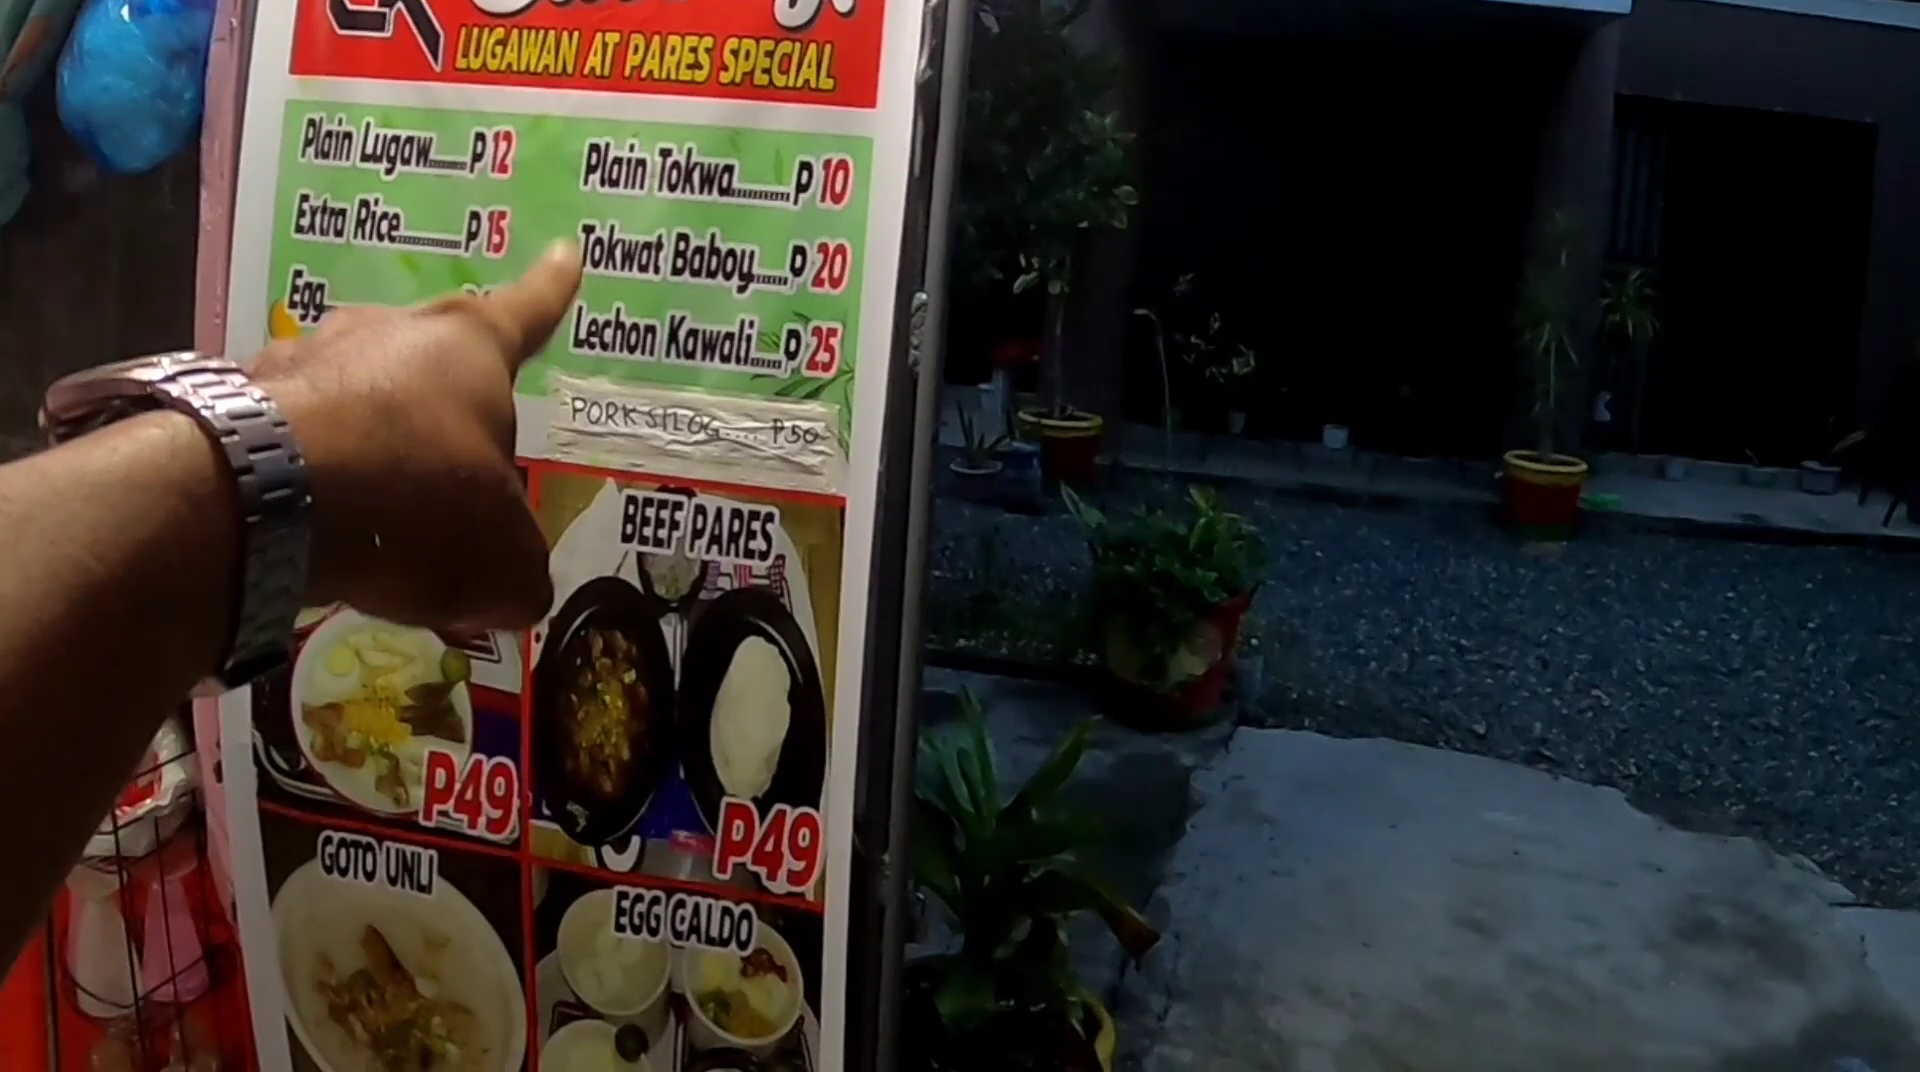 LUGAWAN AT PARES SPECIAL
Plain Lugaw......P 12
Extra Rice..........P 15
Egg
Plain Tokwa..........P 10
Tokwat Baboy.....P 20
Lechon Kawali.....P 25
PORKSILOG.... P50
P49
BEEF PARES
P49
GOTO UNLI
EGG CALDO